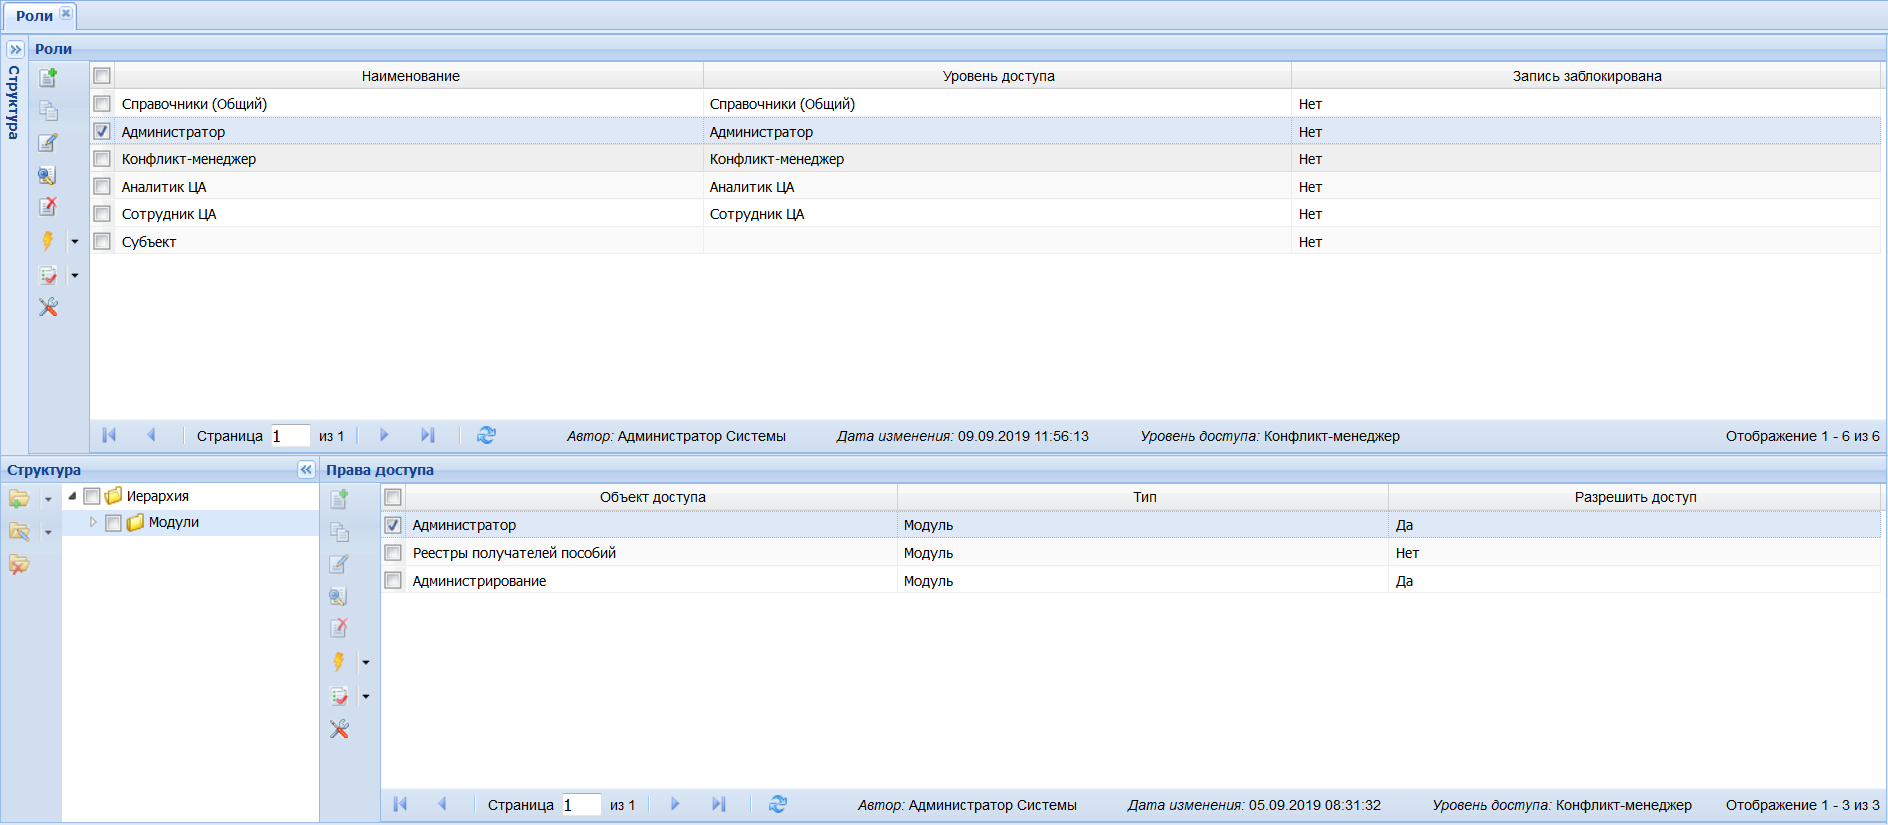 Роли
Роли
Структура
Наименование Уровень доступа Запись заблокирована
Справочники (Общий) Справочники (Общий) Нет
Администратор Администратор Нет
Конфликт-менеджер Конфликт-менеджер Нет
Аналитик ЦА Аналитик ЦА Нет
Сотрудник ЦА Сотрудник ЦА Нет
Субъект Нет
Страница 1 из 1 Автор: Администратор Системы Дата изменения: 09.09.2019 11:56:13 Уровень доступа: Конфликт-менеджер Отображение 1 - 6 из 6
Структура
Иерархия
Модули
Права доступа
Объект доступа Тип Разрешить доступ
Администратор Модуль Да
Реестры получателей пособий Модуль Нет
Администрирование Модуль Да
Страница 1 из 1 Автор: Администратор Системы Дата изменения: 05.09.2019 08:31:32 Уровень доступа: Конфликт-менеджер Отображение 1 - 3 из 3